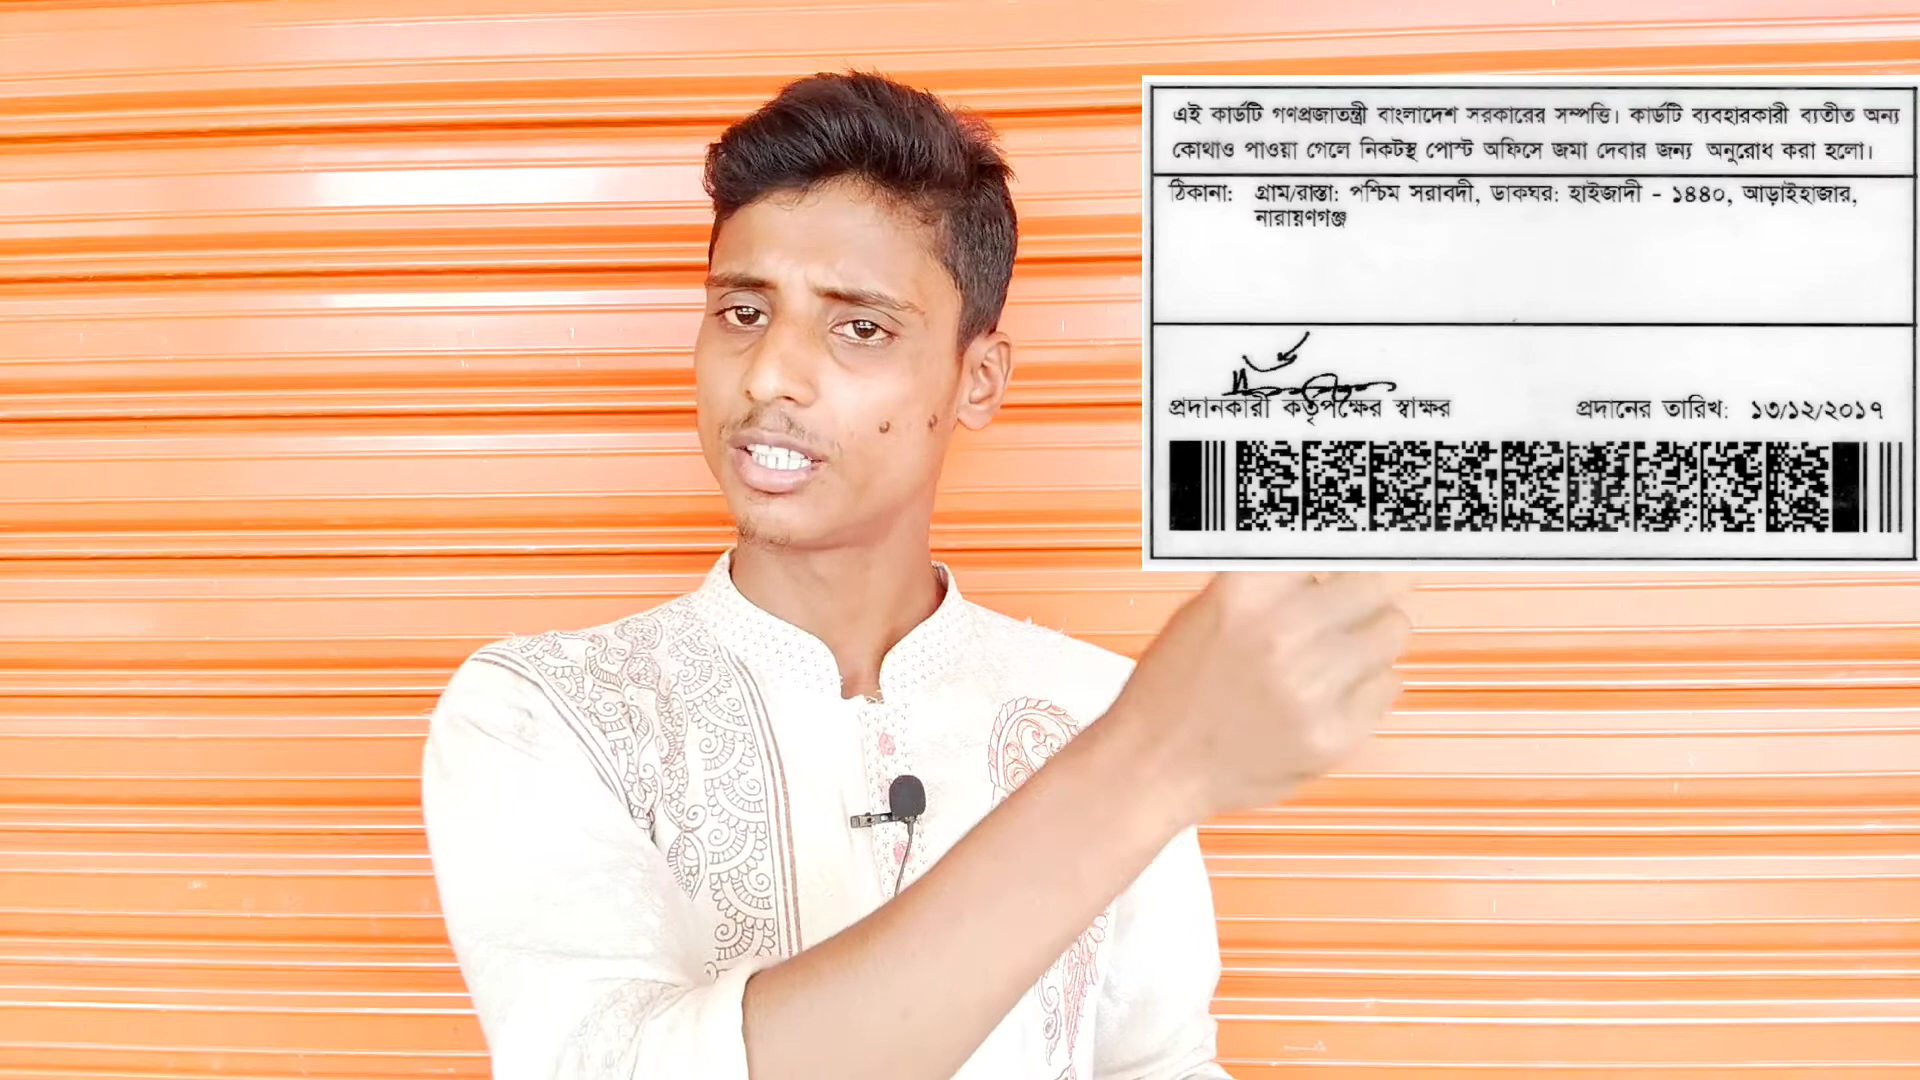 এই কার্ডটি গণপ্রজাতন্ত্রী বাংলাদেশ সরকারের সম্পত্তি। কার্ডটি ব্যবহারকারী ব্যতীত অন্য
কোথাও পাওয়া গেলে নিকটস্থ পোস্ট অফিসে জমা দেবার জন্য অনুরোধ করা হলো।
ঠিকানা: গ্রাম/রাস্তা: পশ্চিম সরাবদী, ডাকঘর: হাইজাদী - ১৪৪০, আড়াইহাজার,
নারায়ণগঞ্জ
প্রদানকারী কর্তৃপক্ষের স্বাক্ষর প্রদানের তারিখ: ১৩/১২/২০১৭